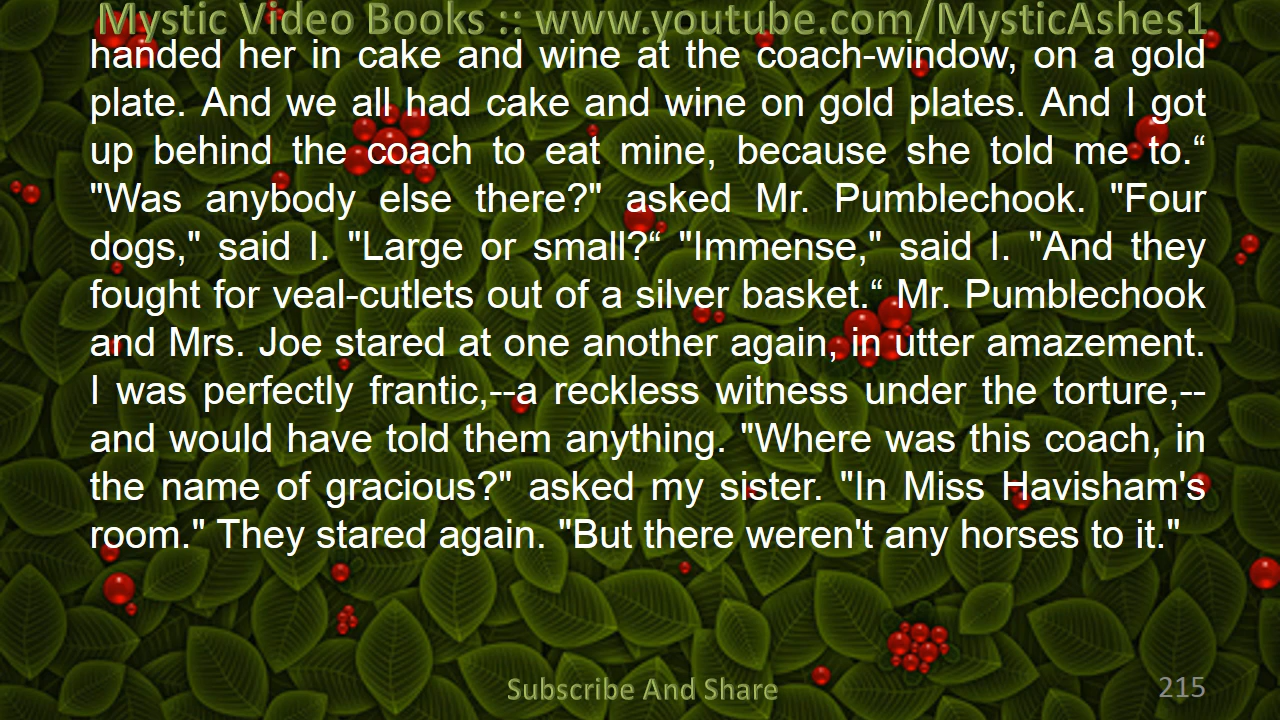 Mystic Video Books :: www.youtube.com/MysticAshes1
handed her in cake and wine at the coach-window, on a gold
plate. And we all had cake and wine on gold plates. And I got
up behind the coach to eat mine, because she told me to.“
"Was anybody else there?" asked Mr. Pumblechook. "Four
dogs," said I. "Large or small?“ "Immense," said I. "And they
fought for veal-cutlets out of a silver basket.“ Mr. Pumblechook
and Mrs. Joe stared at one another again, in utter amazement.
I was perfectly frantic,--a reckless witness under the torture,--
and would have told them anything. "Where was this coach, in
the name of gracious?" asked my sister. "In Miss Havisham's
room." They stared again. "But there weren't any horses to it."
Subscribe And Share
215